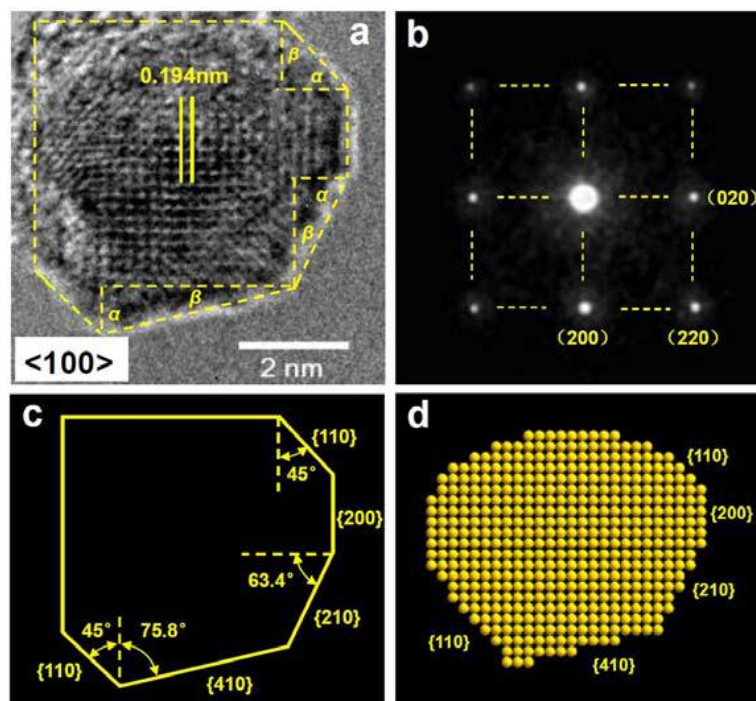 a
β
α
0.194nm
α
β
β
α
<100>
2 nm
b
(020)
(200)
(220)
c
{110}
45°
{200}
63.4°
45°
75.8°
{210}
{110}
{410}
d
{110}
{200}
{210}
{110}
{410}